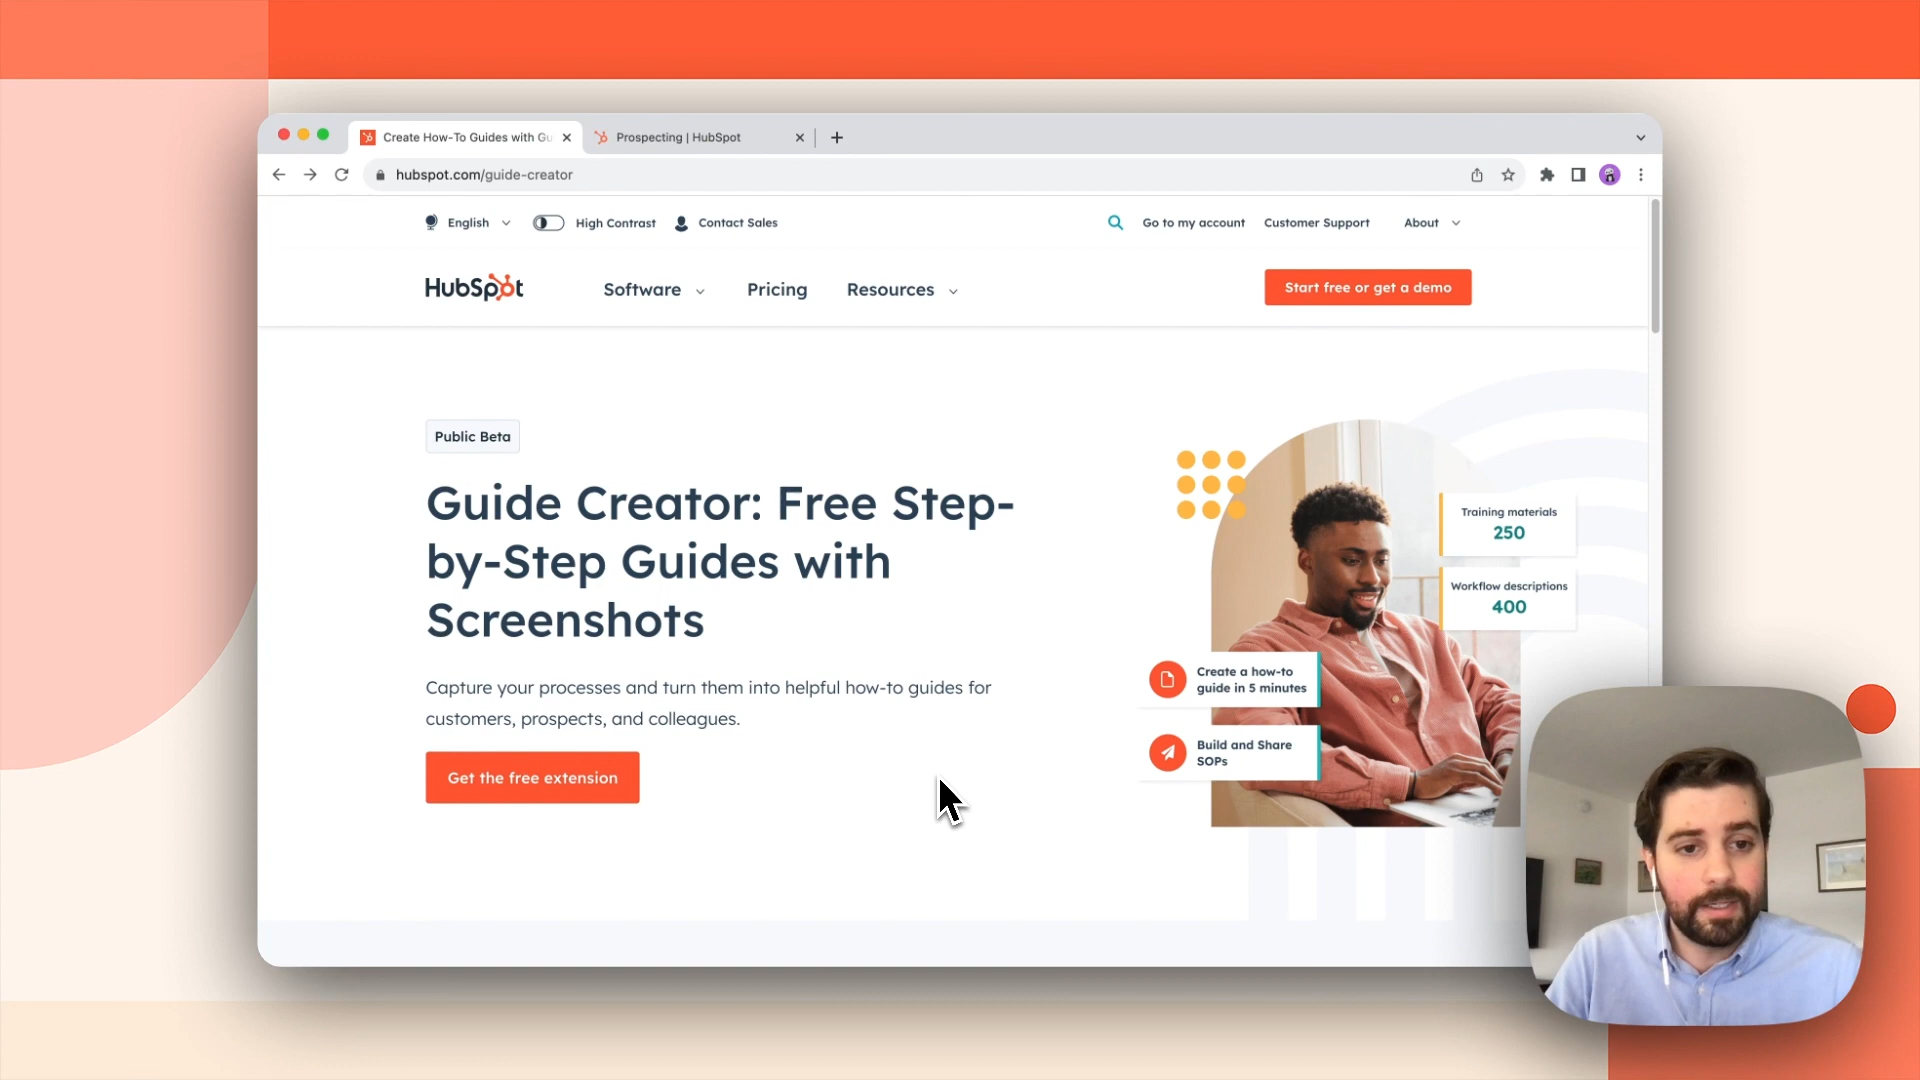 Create How-To Guides with Gu
Prospecting | HubSpot
hubspot.com/guide-creator
English
High Contrast
Contact Sales
Go to my account
Customer Support
About
HubSpot
Software
Pricing
Resources
Start free or get a demo
Public Beta
Guide Creator: Free Step-
by-Step Guides with
Screenshots
Capture your processes and turn them into helpful how-to guides for
customers, prospects, and colleagues.
Get the free extension
Training materials
250
Workflow descriptions
400
Create a how-to
guide in 5 minutes
Build and Share
SOPs